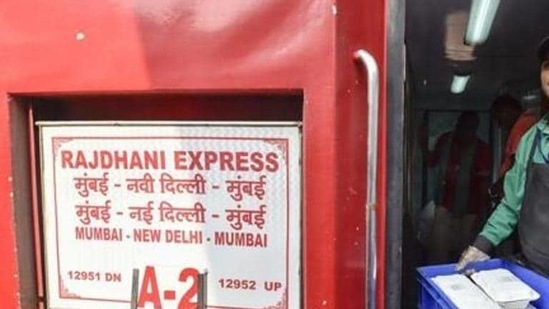 RAJDHANI EXPRESS
मुंबई - नवी दिल्ली - मुंबई
मुंबई - नई दिल्ली - मुंबई
MUMBAI - NEW DELHI - MUMBAI
12951 DN A-2 12952 UP